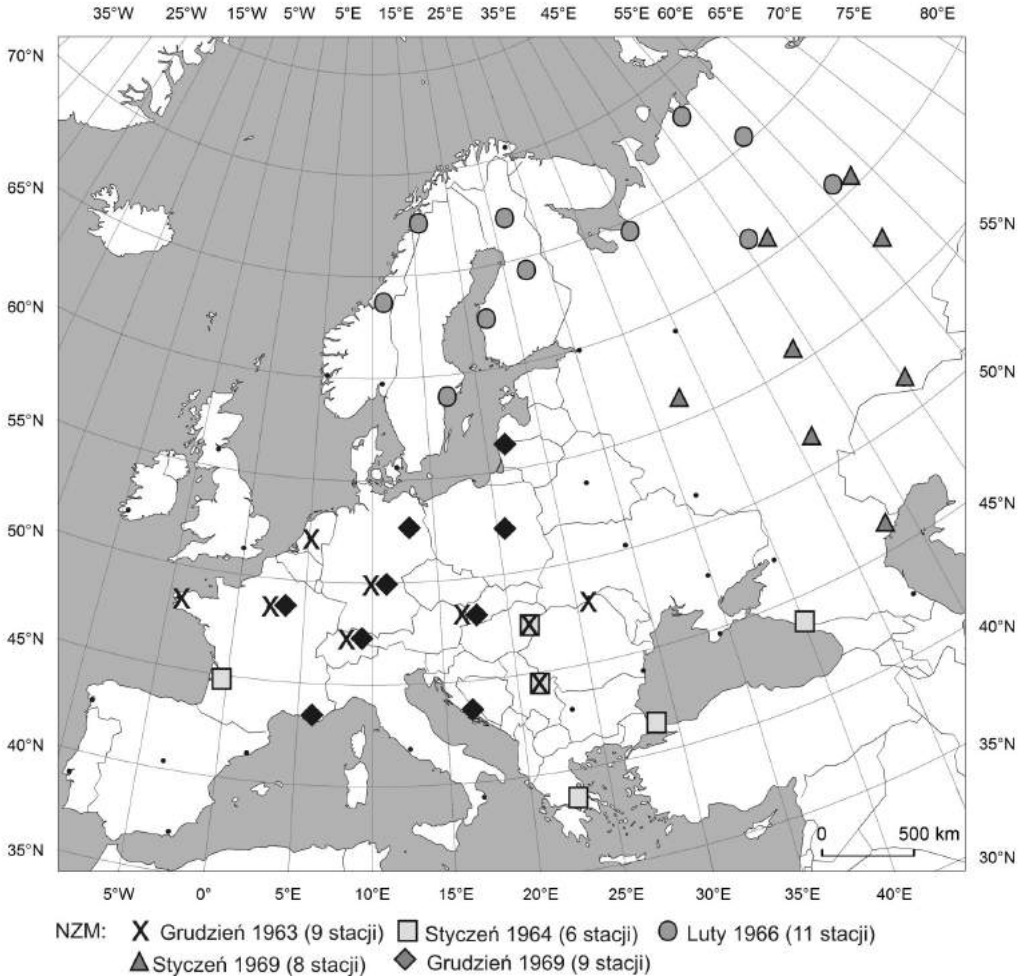 35°W 25°W 15°W 5°W 5°E 15°E 25°E 35°E 45°E 55°E 60°E 65°E 70°E 75°E 80°E
70°N
65°N
55°N
60°N
50°N
55°N
45°N
50°N
40°N
45°N
35°N
40°N
0 500 km
35°N
30°N
5°W 0° 5°E 10°E 15°E 20°E 25°E 30°E 35°E 40°E
NZM: Grudzień 1963 (9 stacji) Styczeń 1964 (6 stacji) Luty 1966 (11 stacji)
Styczeń 1969 (8 stacji) Grudzień 1969 (9 stacji)